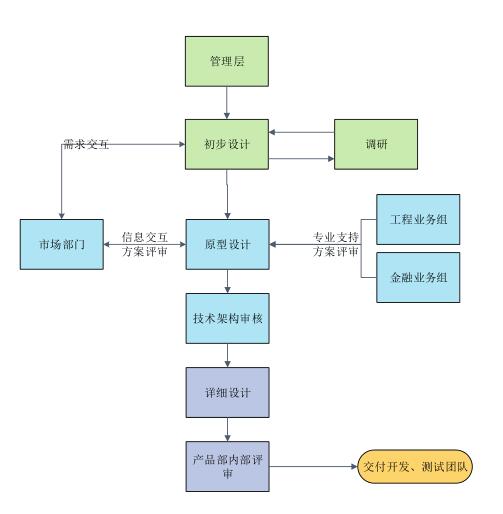 管理层
需求交互
初步设计
调研
市场部门
信息交互
方案评审
原型设计
专业支持
方案评审
工程业务组
金融业务组
技术架构审核
详细设计
产品部内部评
审
交付开发、测试团队